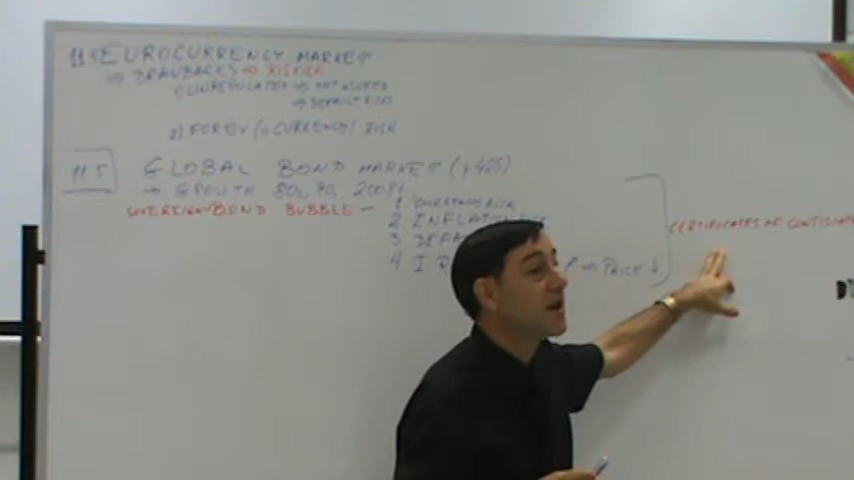 11.4 EUROCURRENCY MARKET
⇒ DRAWBACKS ⇒ RISKIER
1) UNREGULATED ⇒ NOT INSURED
→ DEFAULT RISK
2) FOREX (= CURRENCY) RISK
11.5 GLOBAL BOND MARKET (P 405)
→ GROWTH 80s, 90, 2008+
SOVEREIGN BOND BUBBLE → 1 CURRENCY RISK
2 INFLATION
3 DEFA
4 I R ⇒ PRICE ↓
CERTIFICATES OF